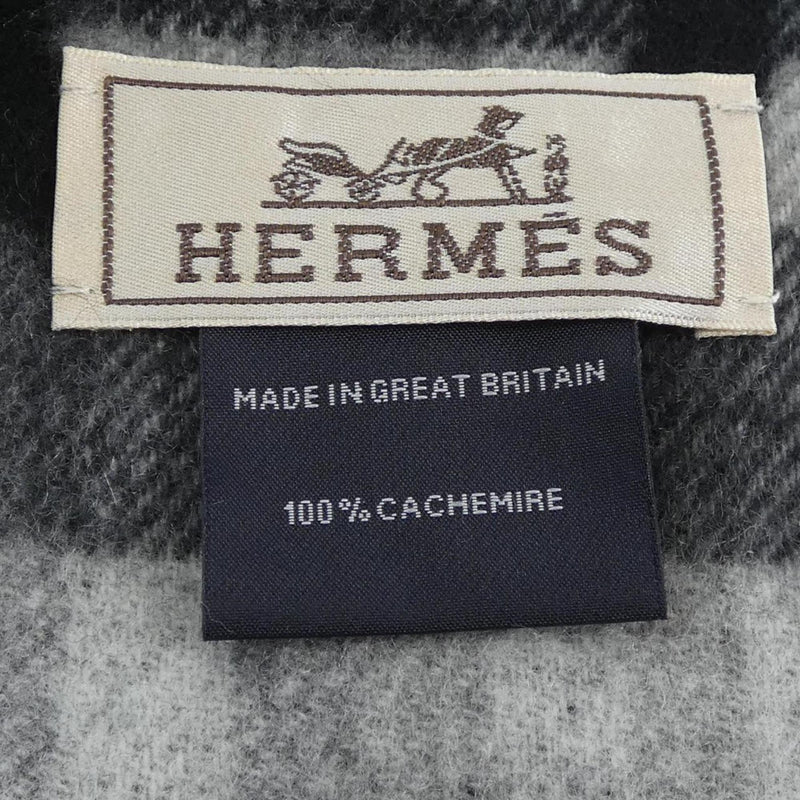 HERMÈS
MADE IN GREAT BRITAIN
100% CACHEMIRE